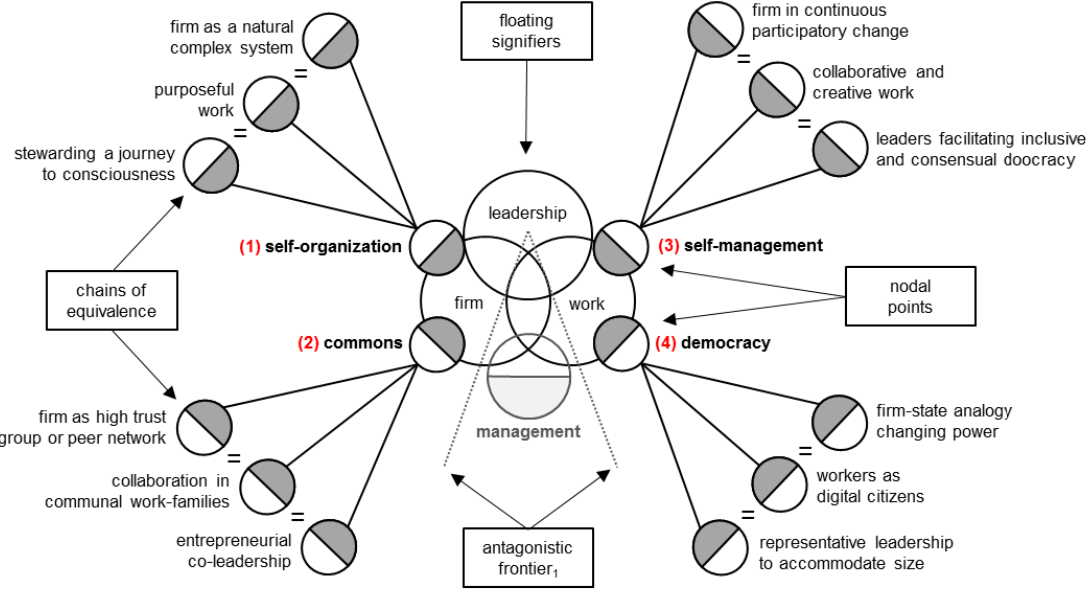 firm as a natural
complex system
=
purposeful
work
=
stewarding a journey
to consciousness
floating
signifiers
firm in continuous
participatory change
=
collaborative and
creative work
=
leaders facilitating inclusive
and consensual doocracy
leadership
(1) self-organization
(3) self-management
chains of
equivalence
firm
work
nodal
points
(2) commons
(4) democracy
management
firm as high trust
group or peer network
=
collaboration in
communal work-families
=
entrepreneurial
co-leadership
antagonistic
frontier₁
firm-state analogy
changing power
=
workers as
digital citizens
=
representative leadership
to accommodate size